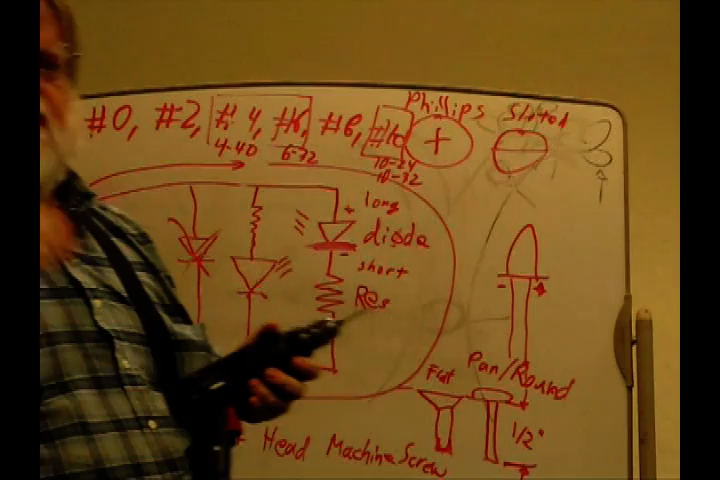 Phillips Slotted
#0, #2, #4, #6, #8, #10
4-40 6-32 10-24
10-32
+ long
diode
-
short
Res
- +
Flat Pan/Round
1/2"
Head Machine Screw